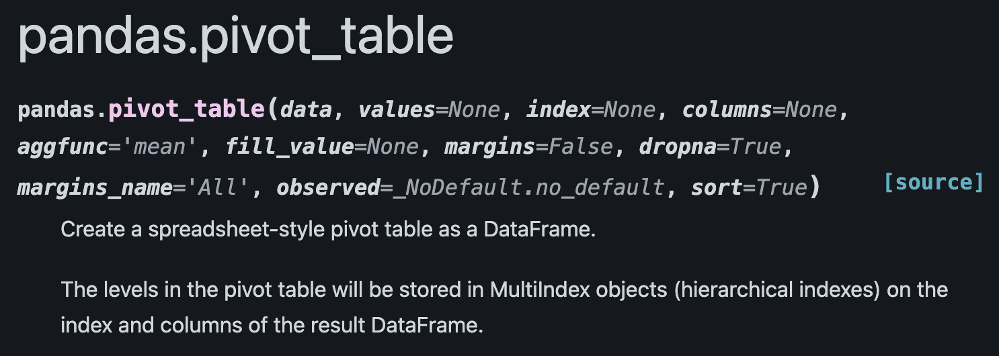 pandas.pivot_table
pandas.pivot_table(data, values=None, index=None, columns=None,
aggfunc='mean', fill_value=None, margins=False, dropna=True,
margins_name='All', observed=_NoDefault.no_default, sort=True) [source]
Create a spreadsheet-style pivot table as a DataFrame.
The levels in the pivot table will be stored in MultiIndex objects (hierarchical indexes) on the
index and columns of the result DataFrame.